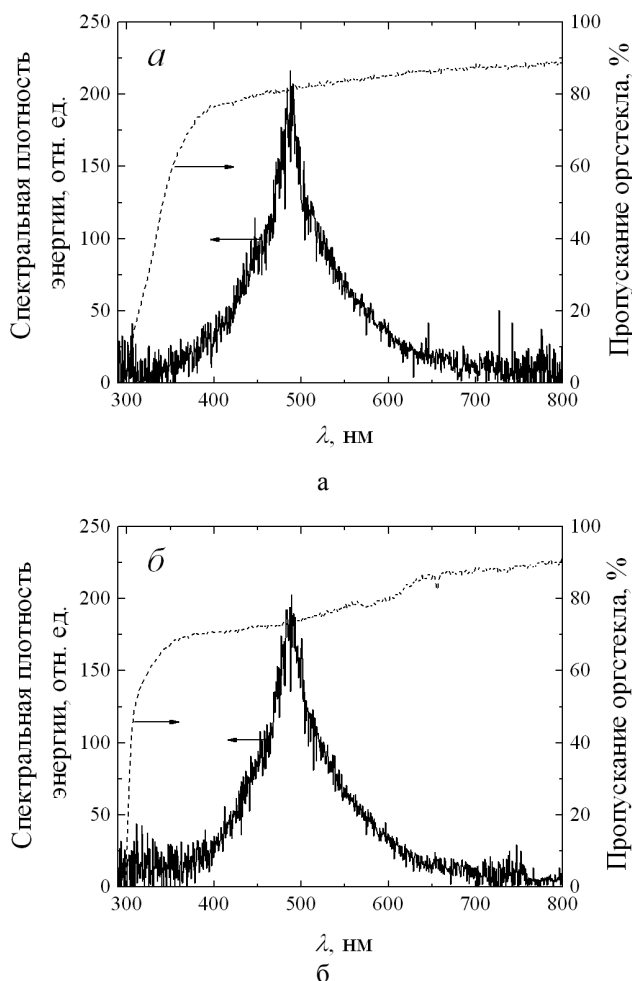 250
200
150
100
50
0
100
80
60
40
20
0
300 400 500 600 700 800
а
Спектральная плотность
энергии, отн. ед.
Пропускание оргстекла, %
λ, нм
а
250
200
150
100
50
0
100
80
60
40
20
0
300 400 500 600 700 800
б
Спектральная плотность
энергии, отн. ед.
Пропускание оргстекла, %
λ, нм
б